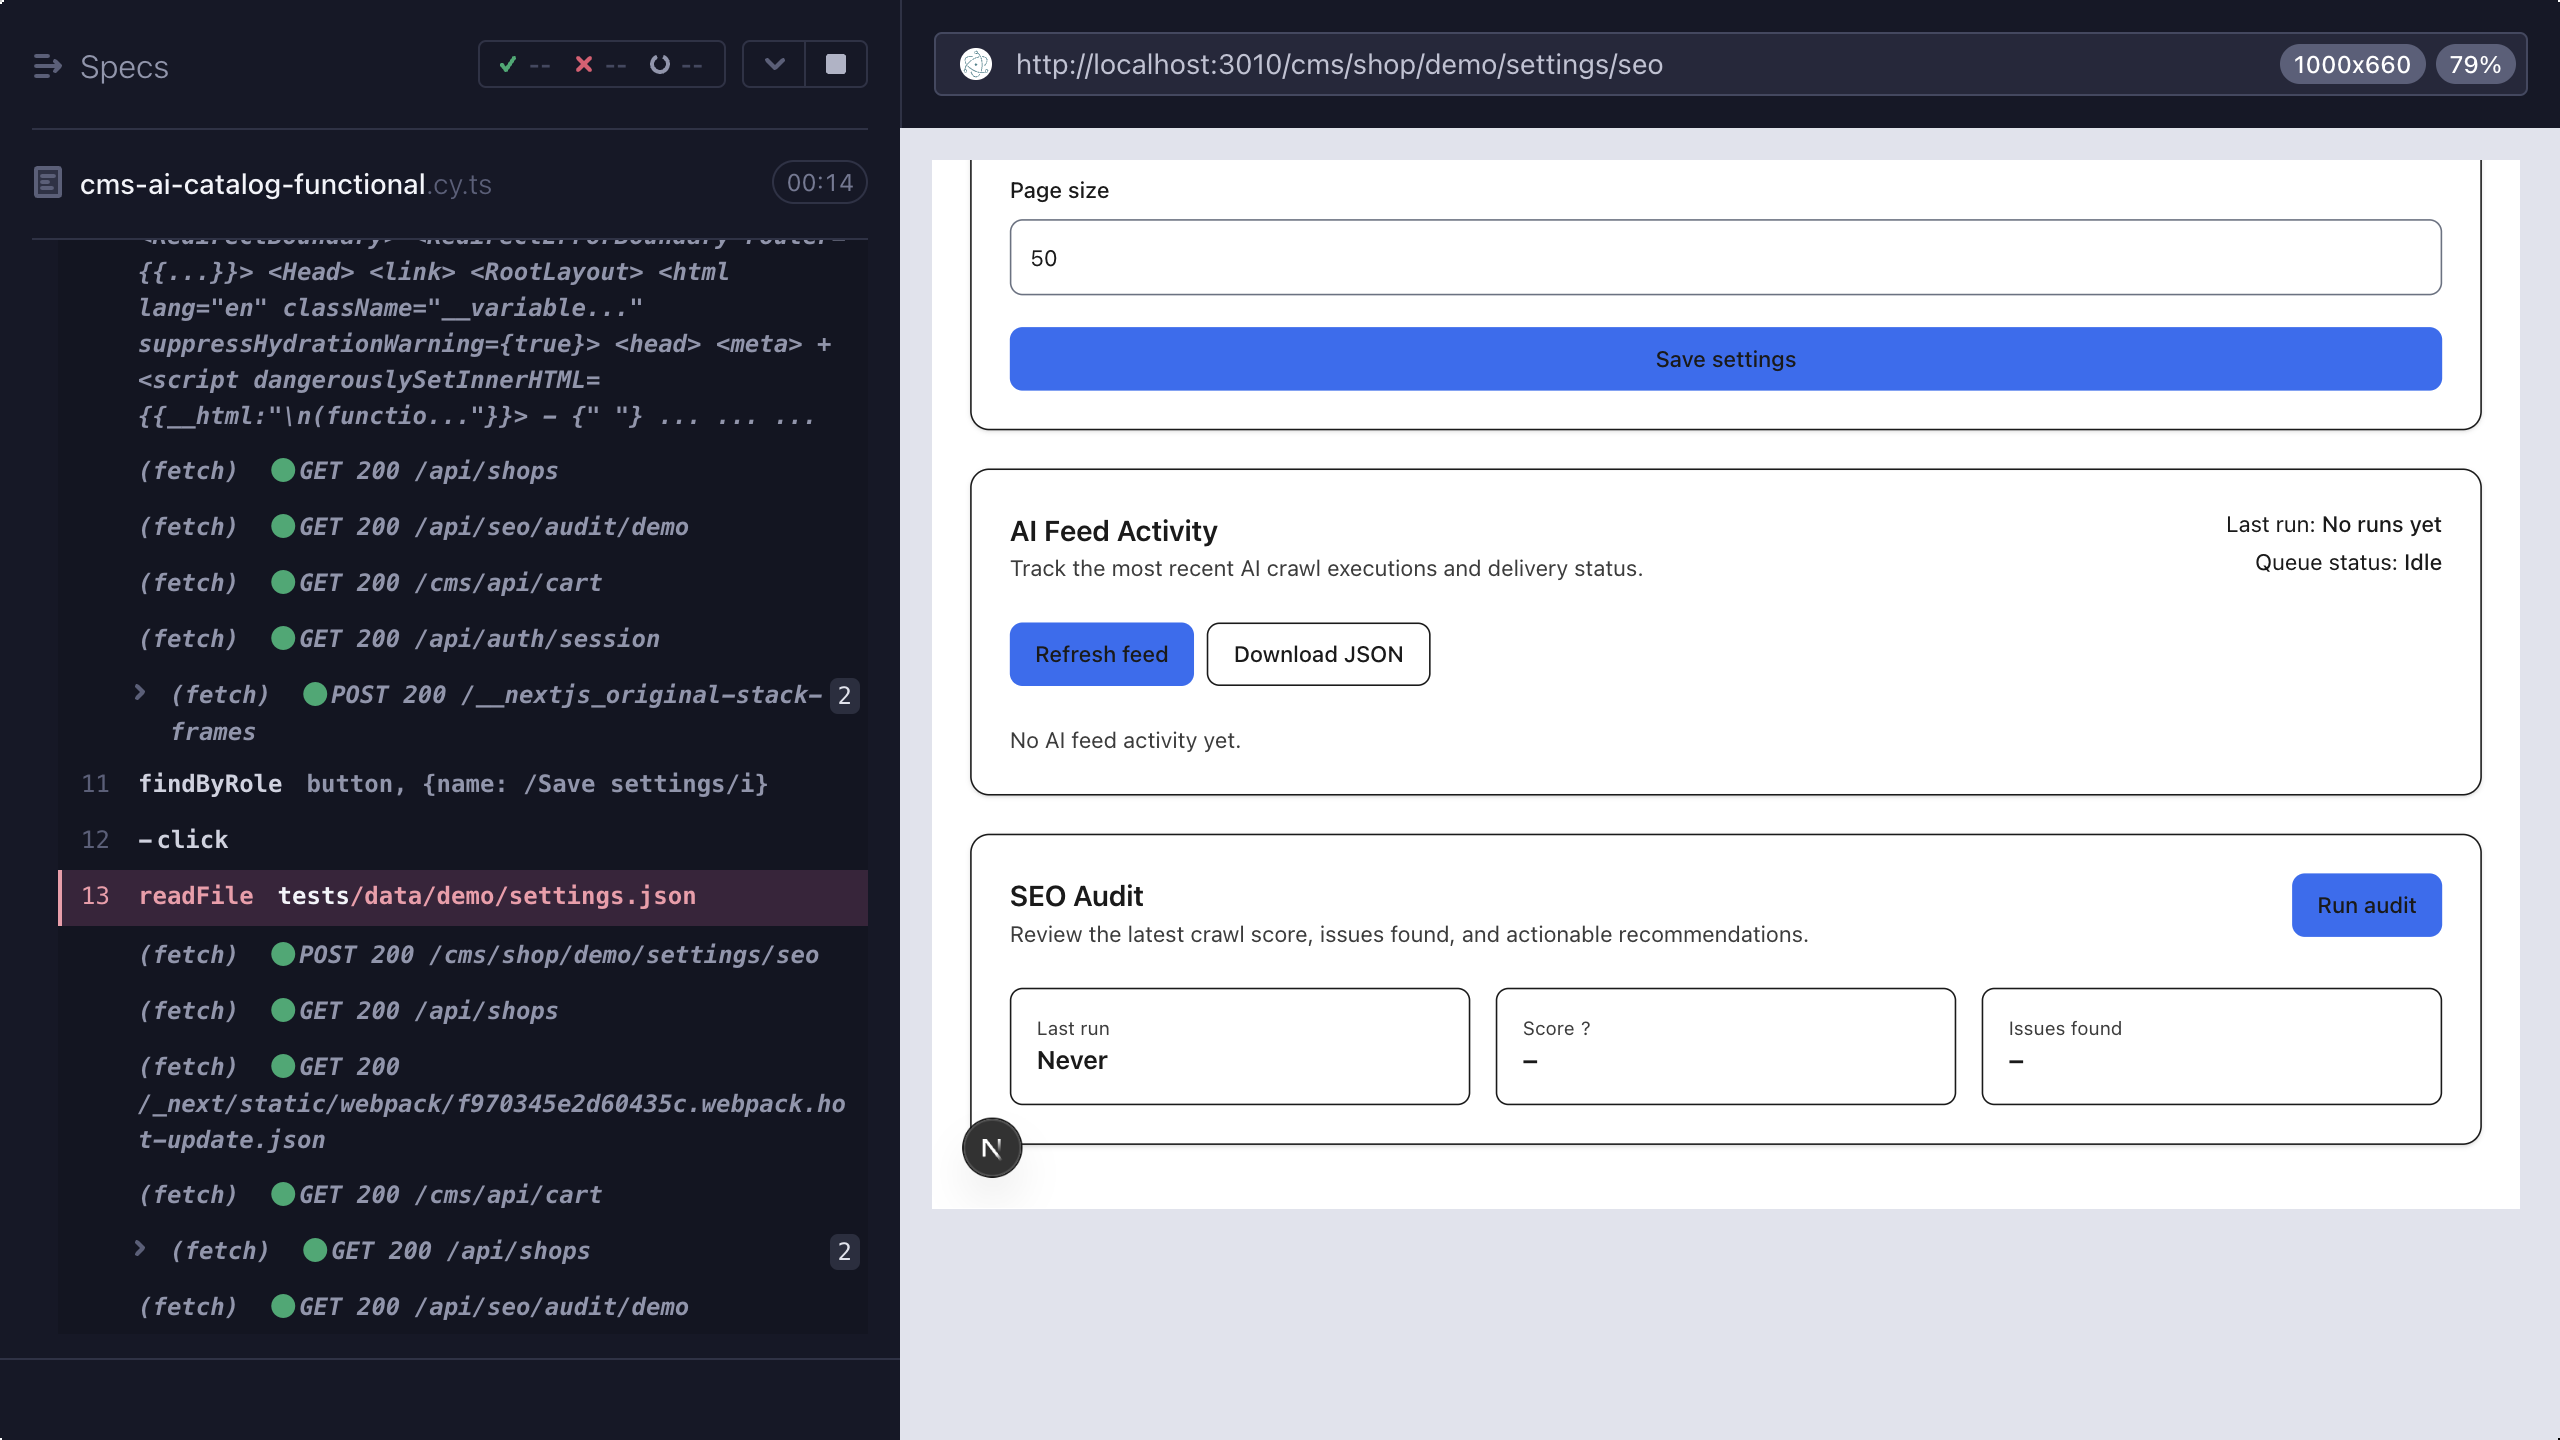 Specs
-- -- --
cms-ai-catalog-functional.cy.ts
00:14
<RedirectBoundary> <RedirectErrorBoundary router=
{{...}}> <Head> <link> <RootLayout> <html
lang="en" className="__variable..."
suppressHydrationWarning={true}> <head> <meta> +
<script dangerouslySetInnerHTML=
{{__html:"\n(functio..."}}> - {" "} ... ... ...
(fetch) GET 200 /api/shops
(fetch) GET 200 /api/seo/audit/demo
(fetch) GET 200 /cms/api/cart
(fetch) GET 200 /api/auth/session
(fetch) POST 200 /__nextjs_original-stack- 2
frames
11 findByRole button, {name: /Save settings/i}
12 -click
13 readFile tests/data/demo/settings.json
(fetch) POST 200 /cms/shop/demo/settings/seo
(fetch) GET 200 /api/shops
(fetch) GET 200
/_next/static/webpack/f970345e2d60435c.webpack.ho
t-update.json
(fetch) GET 200 /cms/api/cart
(fetch) GET 200 /api/shops 2
(fetch) GET 200 /api/seo/audit/demo
http://localhost:3010/cms/shop/demo/settings/seo
1000x660 79%
Page size
50
Save settings
AI Feed Activity
Track the most recent AI crawl executions and delivery status.
Last run: No runs yet
Queue status: Idle
Refresh feed Download JSON
No AI feed activity yet.
SEO Audit
Review the latest crawl score, issues found, and actionable recommendations.
Run audit
Last run
Never
Score ?
–
Issues found
–
N